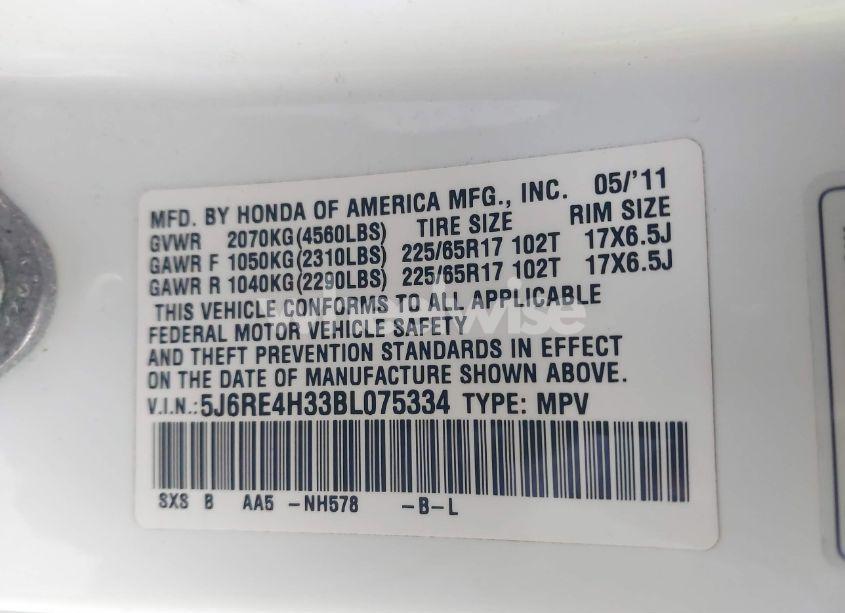 MFD. BY HONDA OF AMERICA MFG., INC. 05/'11
GVWR 2070KG(4560LBS) TIRE SIZE RIM SIZE
GAWR F 1050KG(2310LBS) 225/65R17 102T 17X6.5J
GAWR R 1040KG(2290LBS) 225/65R17 102T 17X6.5J
THIS VEHICLE CONFORMS TO ALL APPLICABLE
FEDERAL MOTOR VEHICLE SAFETY
AND THEFT PREVENTION STANDARDS IN EFFECT
ON THE DATE OF MANUFACTURE SHOWN ABOVE.
V.I.N.:5J6RE4H33BL075334 TYPE: MPV
SXS B AA5 -NH578 -B-L